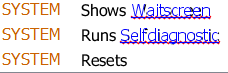 SYSTEM Shows Waitscreen
SYSTEM Runs Selfdiagnostic
SYSTEM Resets